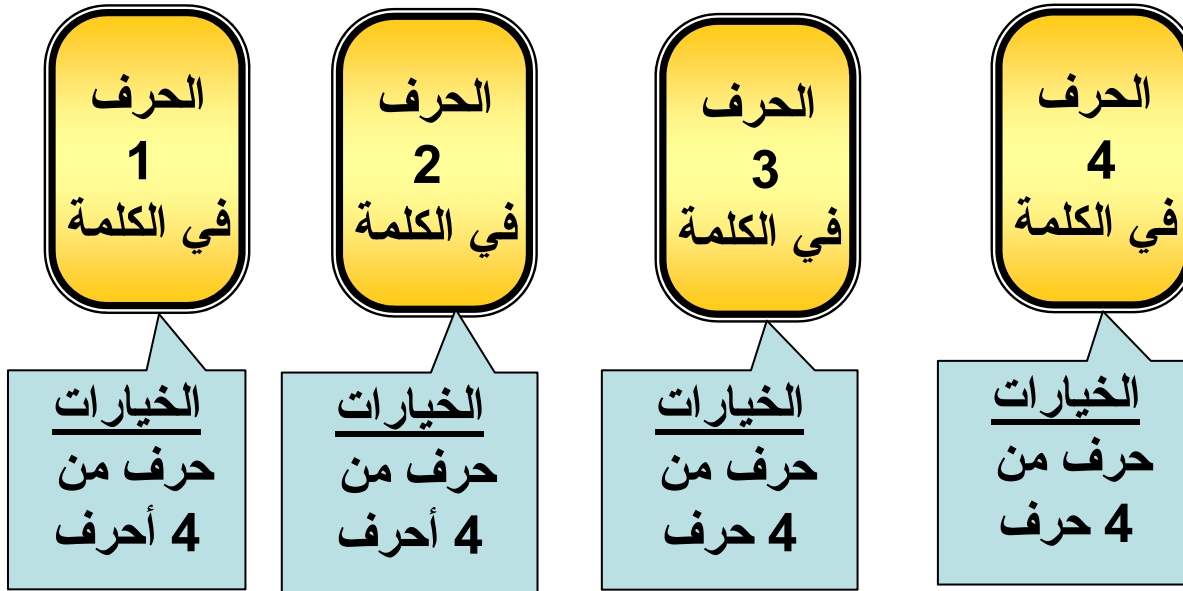 الحرف
1
في الكلمة
الحرف
2
في الكلمة
الحرف
3
في الكلمة
الحرف
4
في الكلمة
الخيارات
حرف من
4 أحرف
الخيارات
حرف من
4 أحرف
الخيارات
حرف من
4 حرف
الخيارات
حرف من
4 حرف